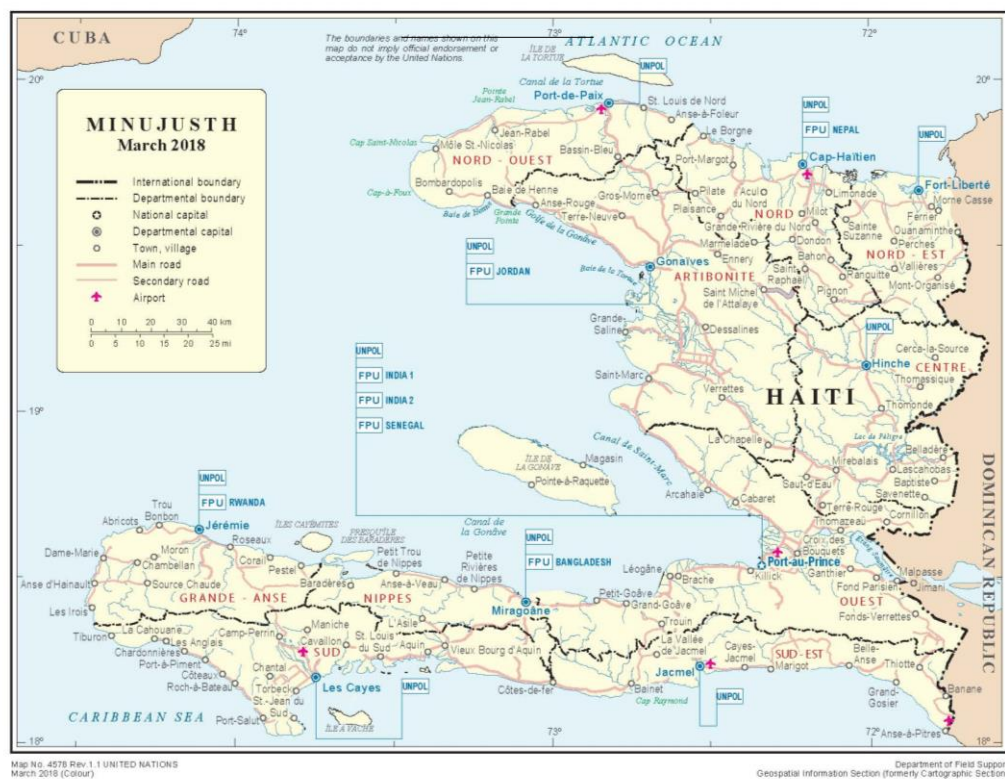 CUBA
74°
73°
72°
The boundaries and names shown on this
map do not imply official endorsement or
acceptance by the United Nations.
ÎLE DE
LA TORTUE
ATLANTIC OCEAN
20°
20°
MINUJUSTH
March 2018
International boundary
Departmental boundary
National capital
Departmental capital
Town, village
Main road
Secondary road
Airport
0 10 20 30 40 km
0 5 10 15 20 25 mi
Canal de la Tortue
UNPOL
Port-de-Paix
St. Louis de Nord
Anse-à-Foleur
Pointe
Jean-Rabel
Jean-Rabel
Cap Saint-Nicolas
Môle St-Nicolas
NORD - OUEST
Bassin-Bleu
Le Borgne
Port-Margot
UNPOL
FPU NEPAL
Cap-Haïtien
UNPOL
Fort-Liberté
Bombardopolis
Cap-à-Foux
Baie de Henne
Baie de Henne
Anse-Rouge
Grande
Pointe
Terre-Neuve
Gros-Morne
Golfe de la Gonâve
Pilate
Plaisance
Acul
du Nord
Limonade
Morne Casse
Ferrier
Ouanaminthe
NORD
Milot
Grande Rivière du Nord
Sainte
Suzanne
Perches
NORD - EST
Marmelade
Dondon
Ennery
Bahon
Saint
Raphaël
Ranquitte
Vallières
Mont-Organisé
Pignon
UNPOL
FPU JORDAN
Gonaïves
Baie de la Tortue
ARTIBONITE
Saint Michel
de l'Attalaye
Grande-
Saline
Dessalines
UNPOL
Hinche
Cerca-la-Source
CENTRE
Thomassique
Thomonde
19°
19°
UNPOL
FPU INDIA 1
FPU INDIA 2
FPU SENEGAL
Saint-Marc
Verrettes
HAITI
La Chapelle
Canal de Saint-Marc
Lac de Péligre
Belladère
Mirebalais
Lascahobas
Baptiste
Savenette
Saut-d'Eau
ÎLE DE
LA GONÂVE
Magasin
Pointe-à-Raquette
Arcahaie
Cabaret
Terre-Rouge
Cornillon
Thomazeau
Croix des
Bouquets
Etang Saumâtre
Port-au-Prince
Killick
Ganthier
Fond Parisien
Malpasse
Jimani
OUEST
Fonds-Verrettes
DOMINICAN REPUBLIC
UNPOL
FPU RWANDA
Jérémie
Trou
Bonbon
Abricots
Roseaux
ÎLES CAYÉMITES
PRESQU'ÎLE
DES BARADÈRES
Canal de
la Gonâve
Dame-Marie
Moron
Chambellan
Corail
Pestel
Petit Trou
de Nippes
Petite
Rivières
de Nippes
UNPOL
FPU BANGLADESH
Léogâne
Brache
Anse d'Hainault
Source Chaude
GRANDE - ANSE
Baradères
NIPPES
Anse-à-Veau
Miragoâne
Petit-Goâve
Grand-Goâve
Les Irois
Tiburon
La Cahouane
Les Anglais
Chardonnières
Port-à-Piment
Côteaux
Roch-à-Bateau
Camp-Perrin
Maniche
Cavaillon
SUD
St. Louis
du Sud
L'Asile
Aquin
Vieux Bourg d'Aquin
Trouin
La Vallée
de Jacmel
Cayes-
Jacmel
SUD-EST
Marigot
Belle-
Anse
Thiotte
Chantal
Torbeck
St.-Jean du
Sud
Port-Salut
Les Cayes
UNPOL
ÎLE A VACHE
Côtes-de-fer
Bainet
Cap Raymond
Jacmel
UNPOL
Grand-
Gosier
Banane
Anse-à-Pitres
CARIBBEAN SEA
18°
73°
72°
18°
Map No. 4578 Rev.1.1 UNITED NATIONS
March 2018 (Colour)
Department of Field Suppor
Geospatial Information Section (formerly Cartographic Section